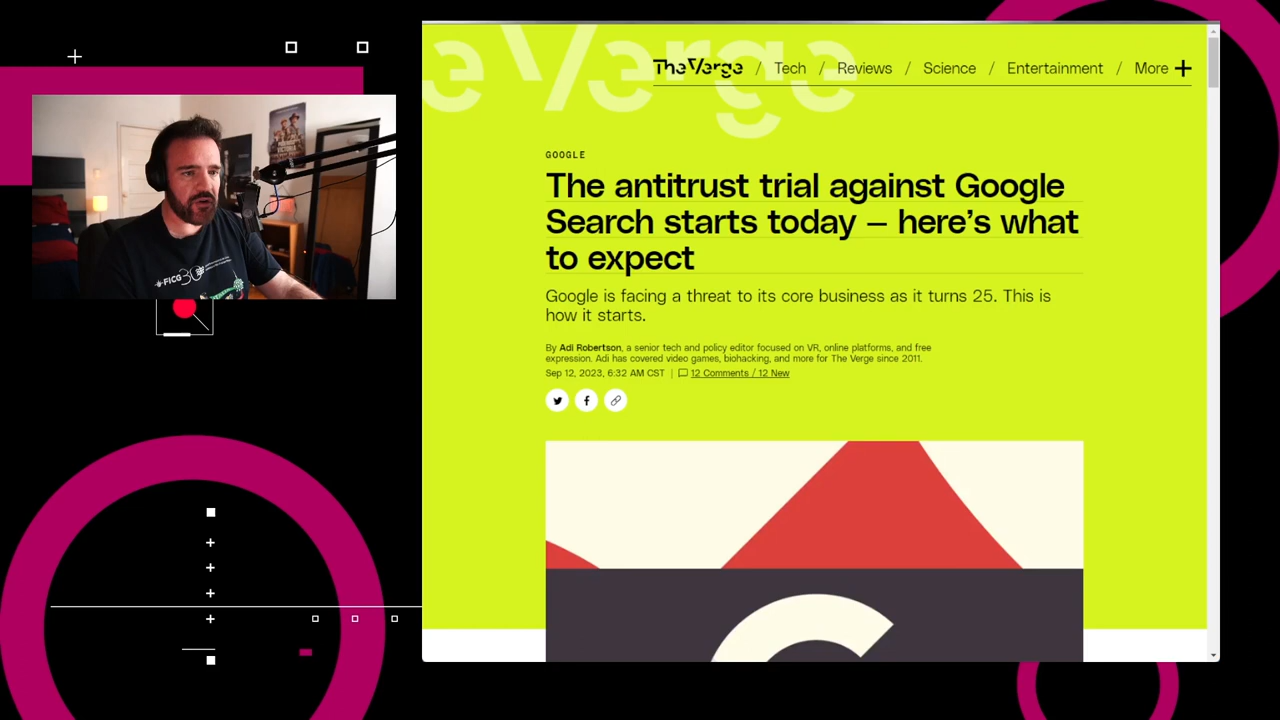 The Verge
The Verge / Tech / Reviews / Science / Entertainment / More
GOOGLE
The antitrust trial against Google
Search starts today — here's what
to expect
Google is facing a threat to its core business as it turns 25. This is
how it starts.
By Adi Robertson, a senior tech and policy editor focused on VR, online platforms, and free
expression. Adi has covered video games, biohacking, and more for The Verge since 2011.
Sep 12, 2023, 6:32 AM CST | 12 Comments / 12 New
FICG 30